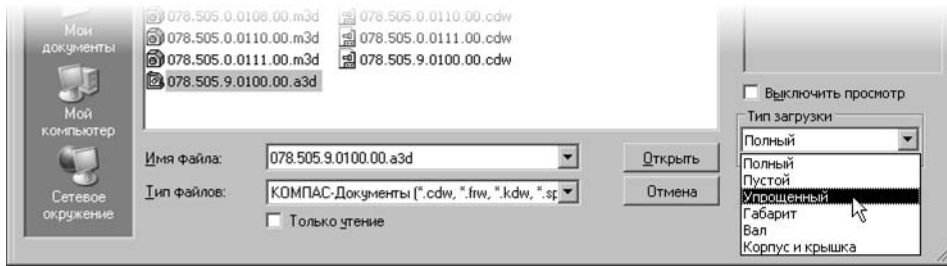 Мои документы
Мой компьютер
Сетевое окружение
078.505.0.0108.00.m3d
078.505.0.0110.00.m3d
078.505.0.0111.00.m3d
078.505.9.0100.00.a3d
078.505.0.0110.00.cdw
078.505.0.0111.00.cdw
078.505.9.0100.00.cdw
Имя файла:
078.505.9.0100.00.a3d
Открыть
Тип файлов:
КОМПАС-Документы (*.cdw, *.frw, *.kdw, *.sp
Отмена
Только чтение
Выключить просмотр
Тип загрузки
Полный
Полный
Пустой
Упрощенный
Габарит
Вал
Корпус и крышка